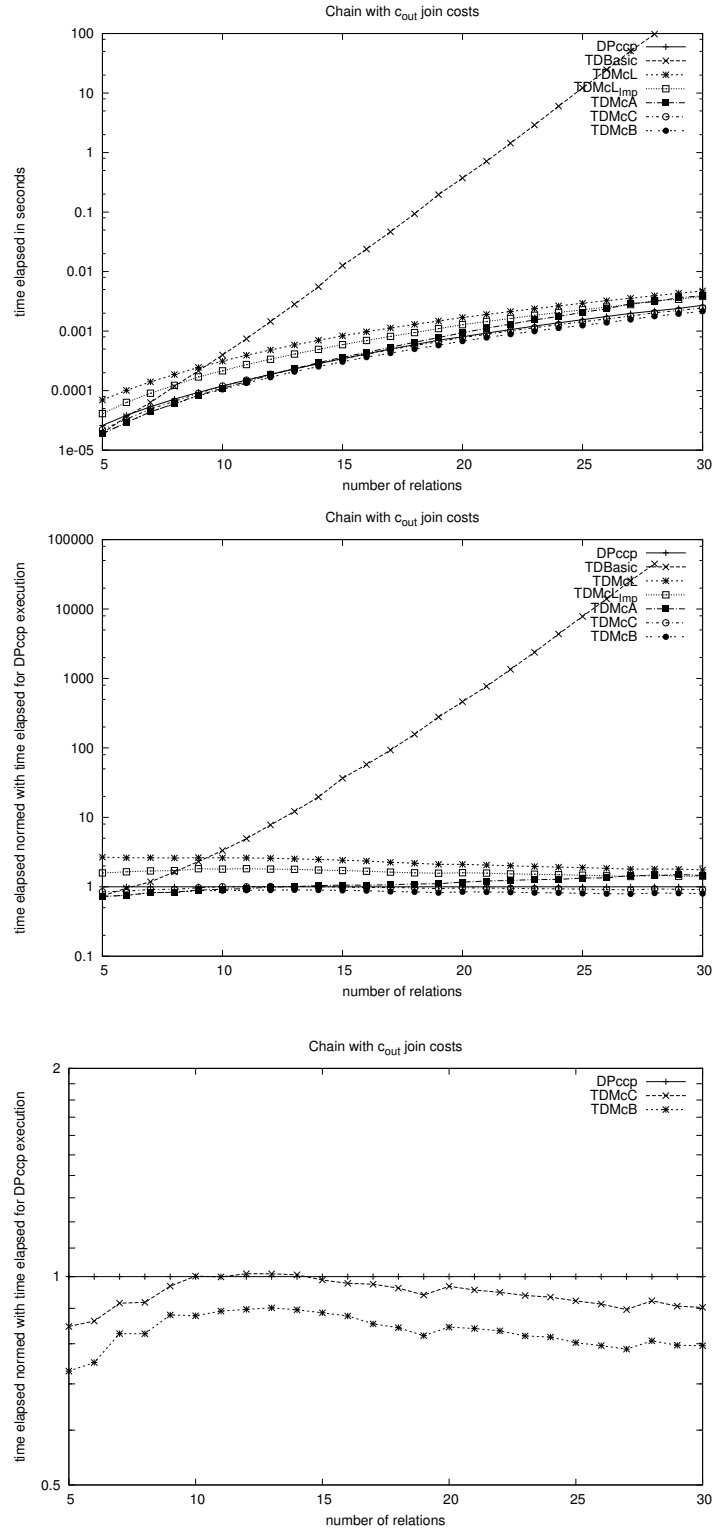 Chain with c_out join costs
100
10
1
0.1
0.01
0.001
0.0001
1e-05
5 10 15 20 25 30
time elapsed in seconds
number of relations
DPccp
TDBasic
TDMcL
TDMcL_Imp
TDMcA
TDMcC
TDMcB
Chain with c_out join costs
100000
10000
1000
100
10
1
0.1
5 10 15 20 25 30
time elapsed normed with time elapsed for DPccp execution
number of relations
DPccp
TDBasic
TDMcL
TDMcL_Imp
TDMcA
TDMcC
TDMcB
Chain with c_out join costs
2
1
0.5
5 10 15 20 25 30
time elapsed normed with time elapsed for DPccp execution
number of relations
DPccp
TDMcC
TDMcB